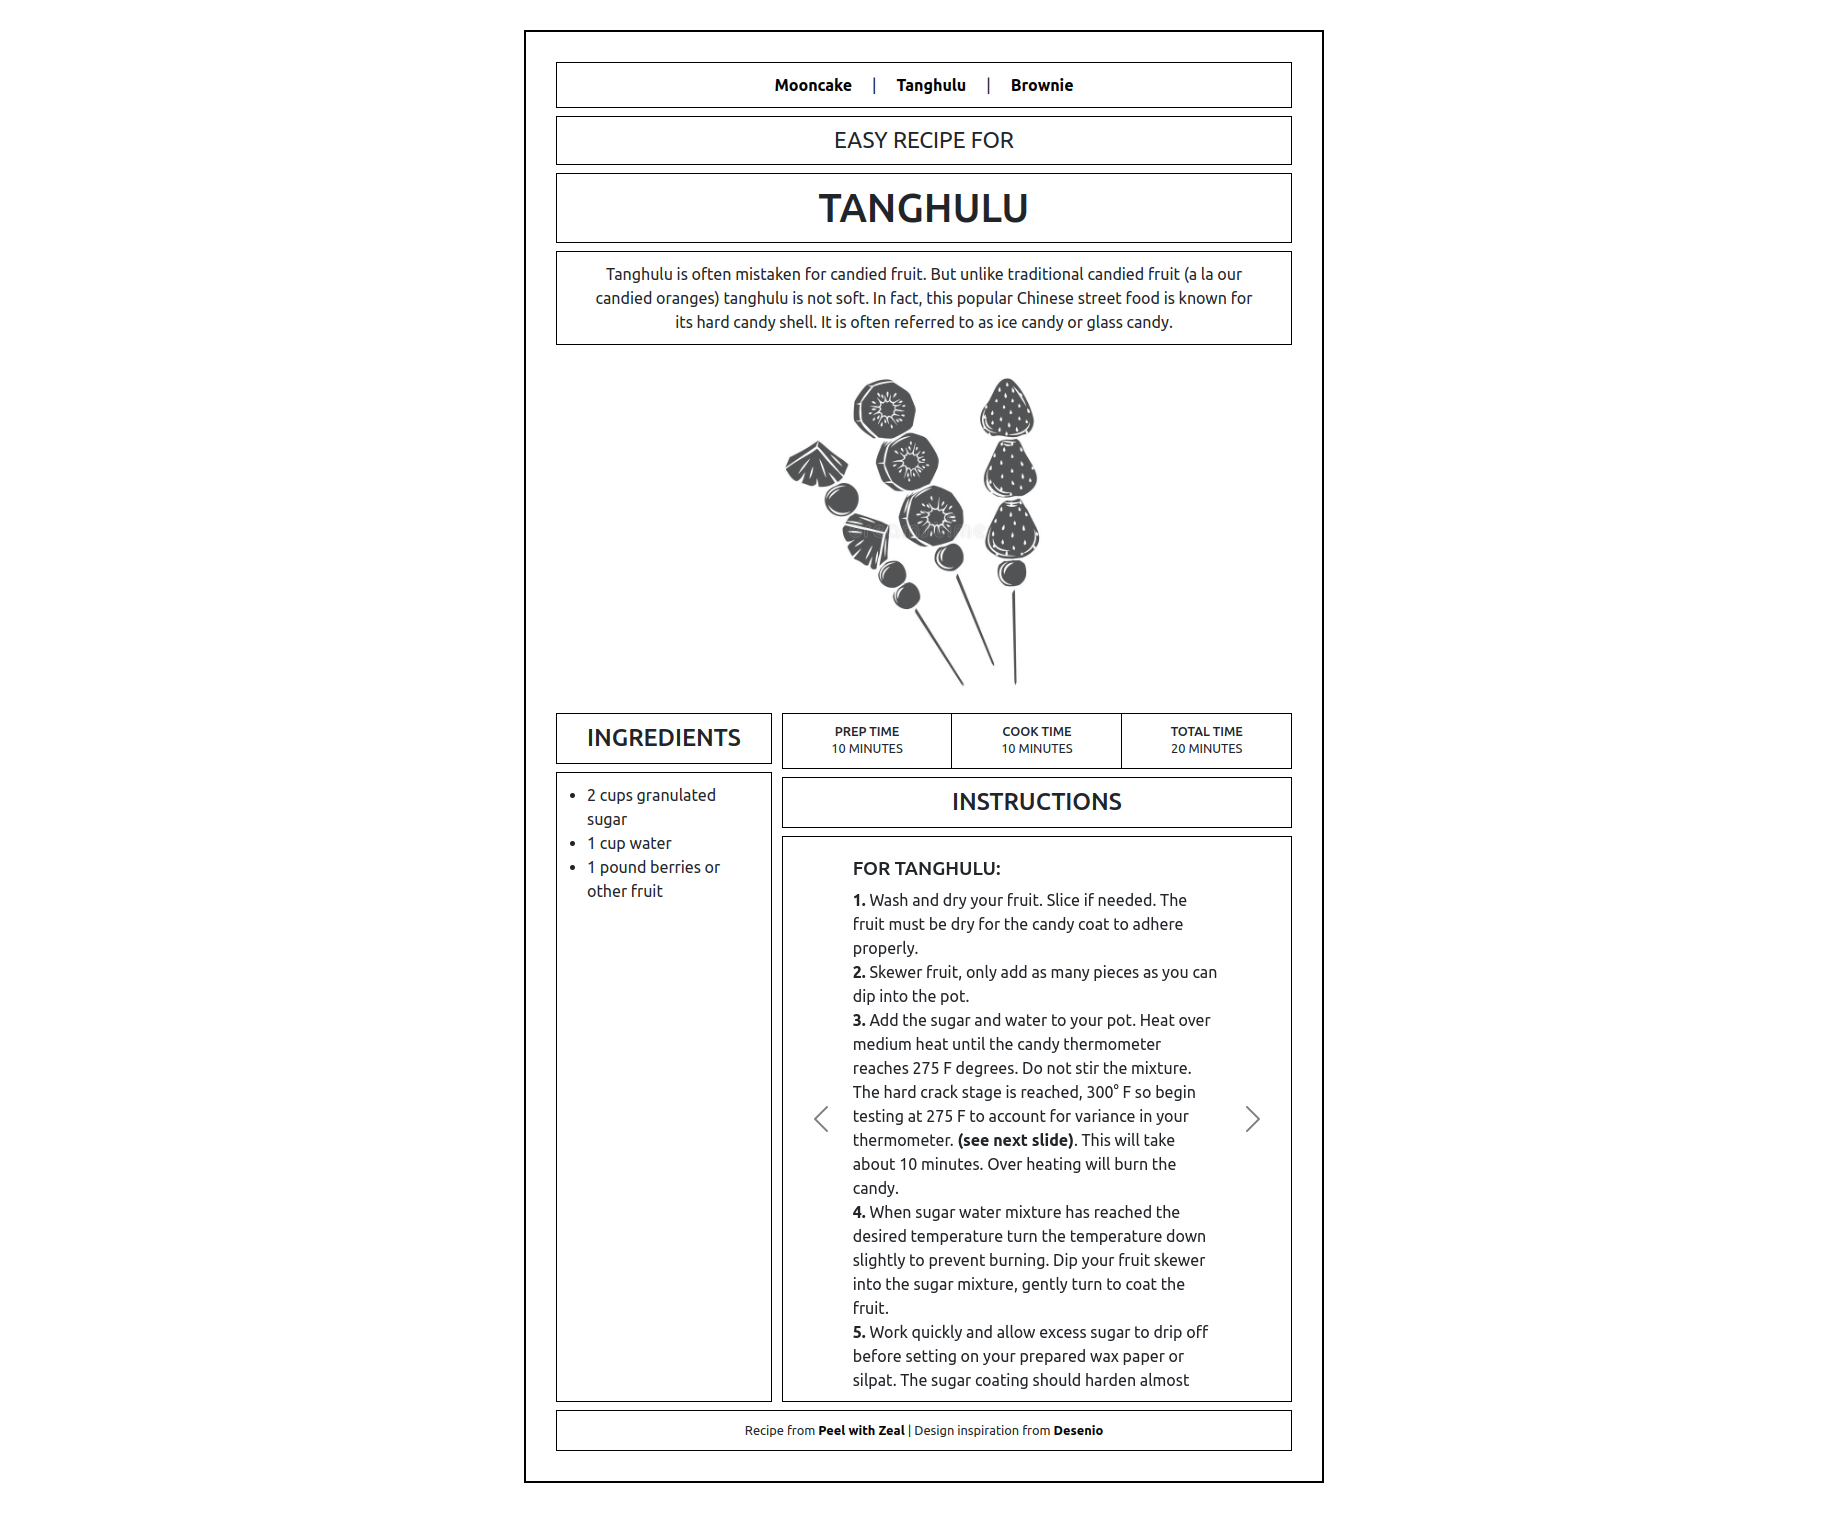 Mooncake | Tanghulu | Brownie
EASY RECIPE FOR
TANGHULU
Tanghulu is often mistaken for candied fruit. But unlike traditional candied fruit (a la our
candied oranges) tanghulu is not soft. In fact, this popular Chinese street food is known for
its hard candy shell. It is often referred to as ice candy or glass candy.
INGREDIENTS
2 cups granulated
sugar
1 cup water
1 pound berries or
other fruit
PREP TIME
10 MINUTES
COOK TIME
10 MINUTES
TOTAL TIME
20 MINUTES
INSTRUCTIONS
FOR TANGHULU:
1. Wash and dry your fruit. Slice if needed. The
fruit must be dry for the candy coat to adhere
properly.
2. Skewer fruit, only add as many pieces as you can
dip into the pot.
3. Add the sugar and water to your pot. Heat over
medium heat until the candy thermometer
reaches 275 F degrees. Do not stir the mixture.
The hard crack stage is reached, 300° F so begin
testing at 275 F to account for variance in your
thermometer. (see next slide). This will take
about 10 minutes. Over heating will burn the
candy.
4. When sugar water mixture has reached the
desired temperature turn the temperature down
slightly to prevent burning. Dip your fruit skewer
into the sugar mixture, gently turn to coat the
fruit.
5. Work quickly and allow excess sugar to drip off
before setting on your prepared wax paper or
silpat. The sugar coating should harden almost
Recipe from Peel with Zeal | Design inspiration from Desenio